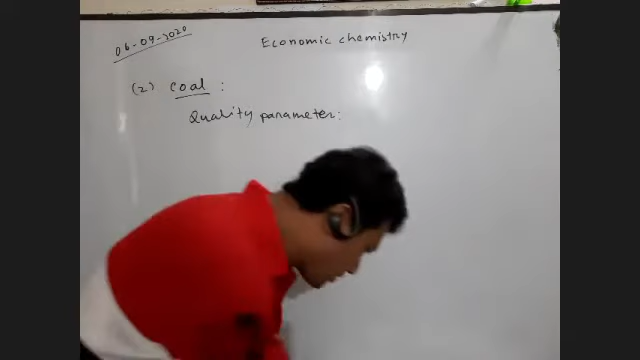 06-09-2020
Economic chemistry
(2) Coal :
Quality parameter: